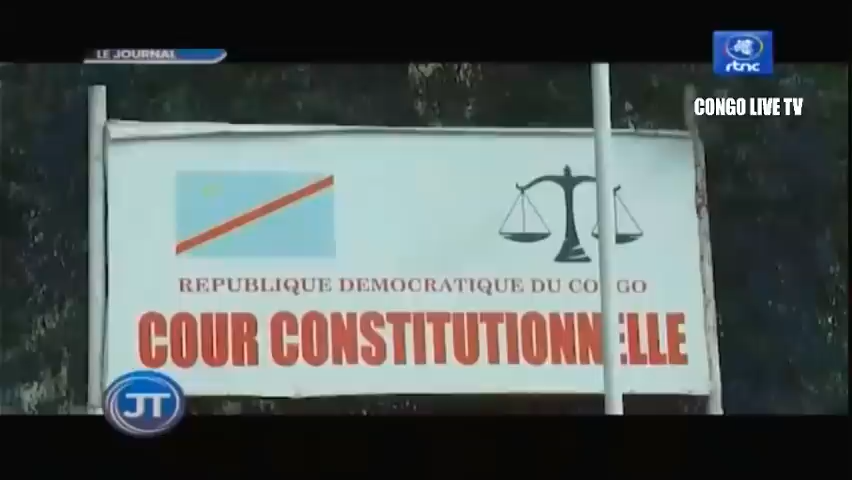 LE JOURNAL
rtnc
CONGO LIVE TV
REPUBLIQUE DEMOCRATIQUE DU CONGO
COUR CONSTITUTIONNELLE
JT